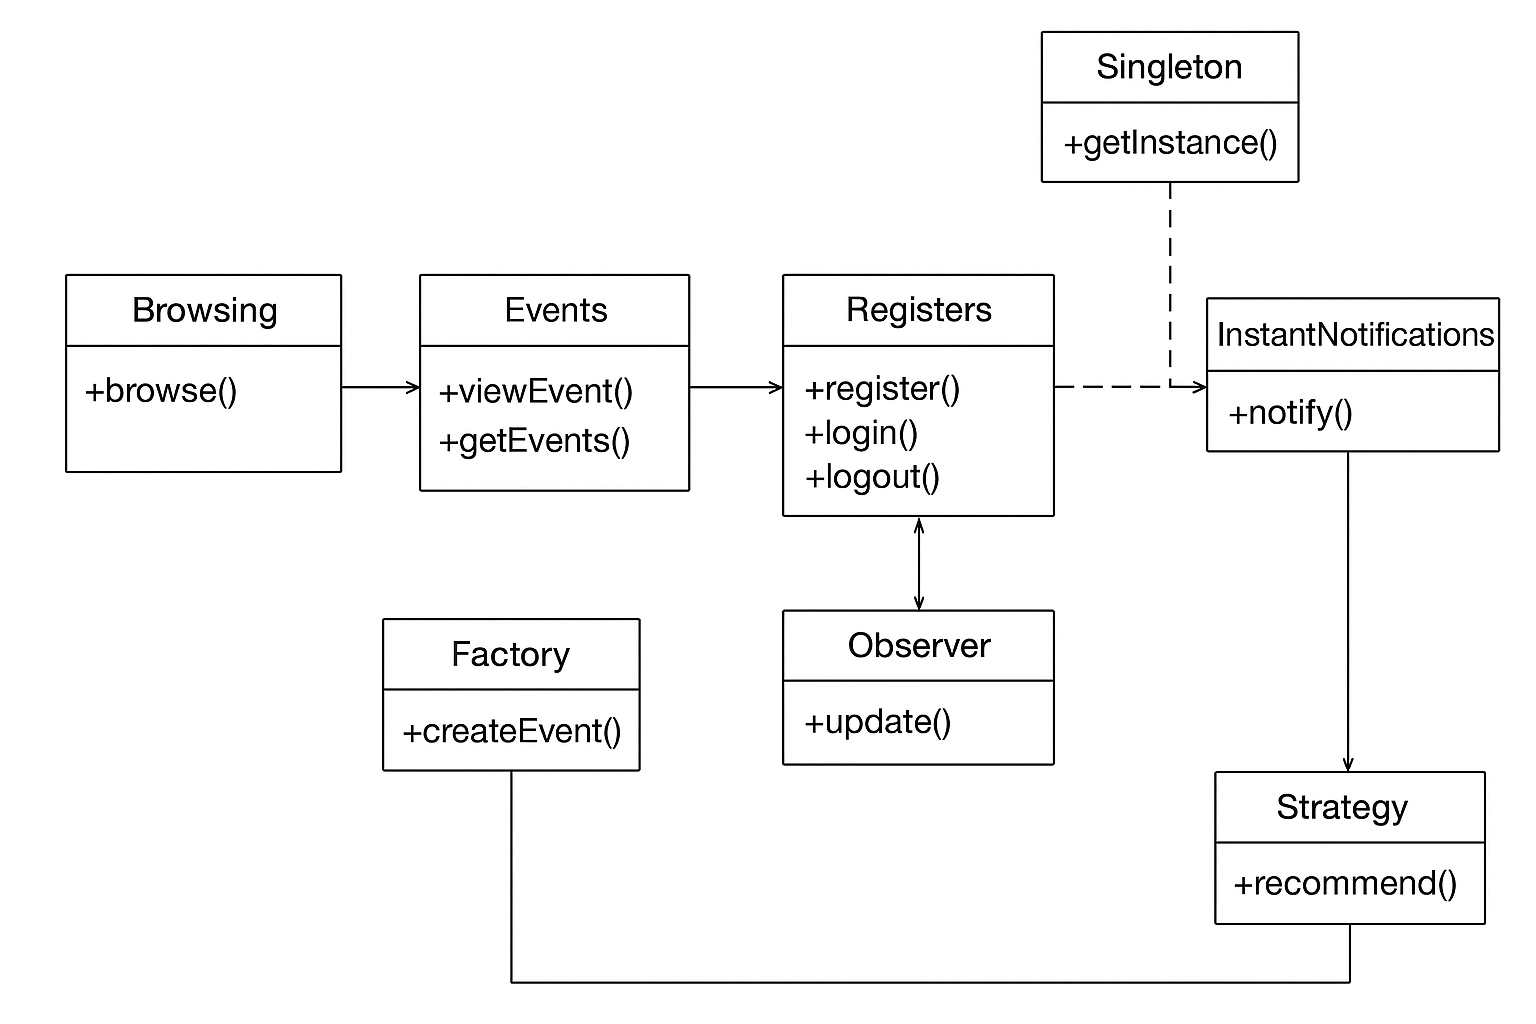 Singleton
+getInstance()
Browsing
+browse()
Events
+viewEvent()
+getEvents()
Registers
+register()
+login()
+logout()
InstantNotifications
+notify()
Factory
+createEvent()
Observer
+update()
Strategy
+recommend()